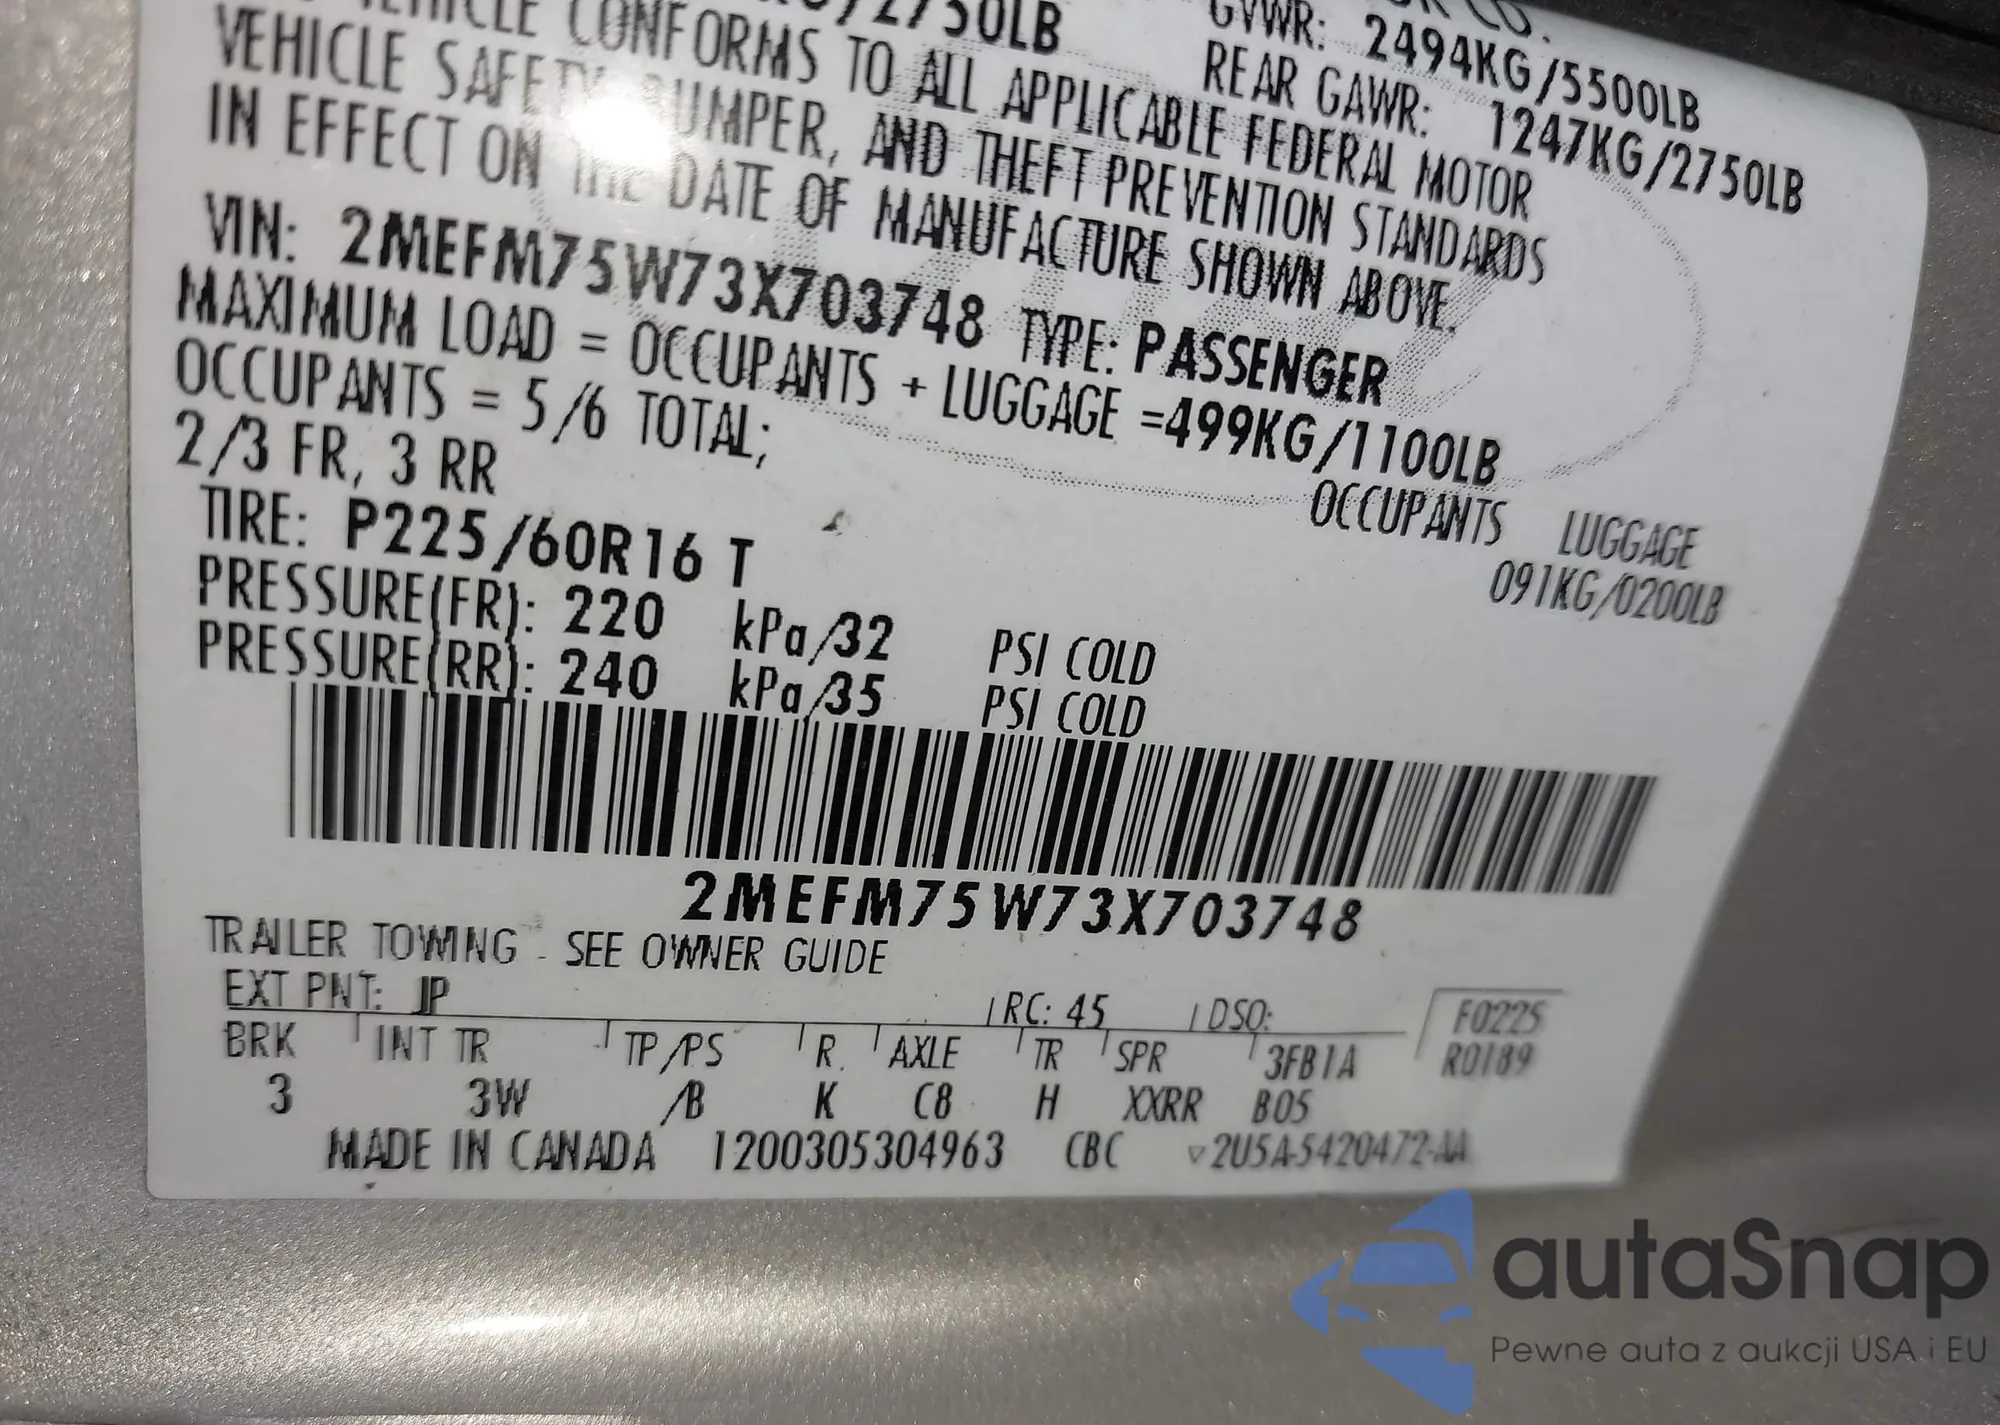 /2750LB GVWR: 2494KG/5500LB
REAR GAWR: 1247KG/2750LB
VEHICLE CONFORMS TO ALL APPLICABLE FEDERAL MOTOR
VEHICLE SAFETY BUMPER, AND THEFT PREVENTION STANDARDS
IN EFFECT ON THE DATE OF MANUFACTURE SHOWN ABOVE.
VIN: 2MEFM75W73X703748 TYPE: PASSENGER
MAXIMUM LOAD = OCCUPANTS + LUGGAGE =499KG/1100LB
OCCUPANTS = 5/6 TOTAL; OCCUPANTS LUGGAGE
2/3 FR, 3 RR 091KG/0200LB
TIRE: P225/60R16 T
PRESSURE(FR): 220 kPa/32 PSI COLD
PRESSURE(RR): 240 kPa/35 PSI COLD
2MEFM75W73X703748
TRAILER TOWING - SEE OWNER GUIDE
EXT PNT: JP RC: 45 DSO: F0225
BRK INT TR TP/PS R. AXLE TR SPR 3FB1A R0189
3 3W /B K C8 H XXRR B05
MADE IN CANADA 1200305304963 CBC ▽2U5A-5420472-AA
autaSnap
Pewne auta z aukcji USA i EU